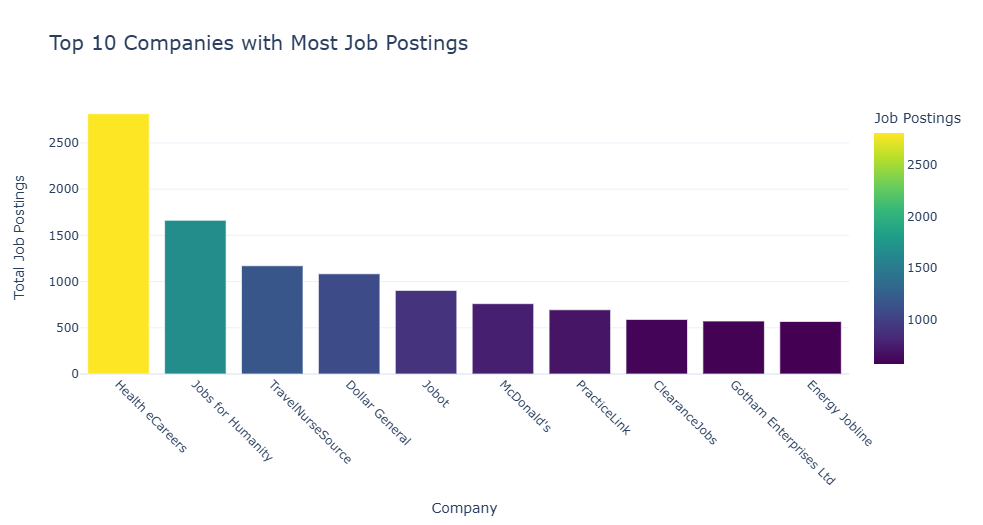 Top 10 Companies with Most Job Postings
Total Job Postings
2500
2000
1500
1000
500
0
Health eCareers
Jobs for Humanity
TravelNurseSource
Dollar General
Jobot
McDonald's
PracticeLink
ClearanceJobs
Gotham Enterprises Ltd
Energy Jobline
Company
Job Postings
2500
2000
1500
1000